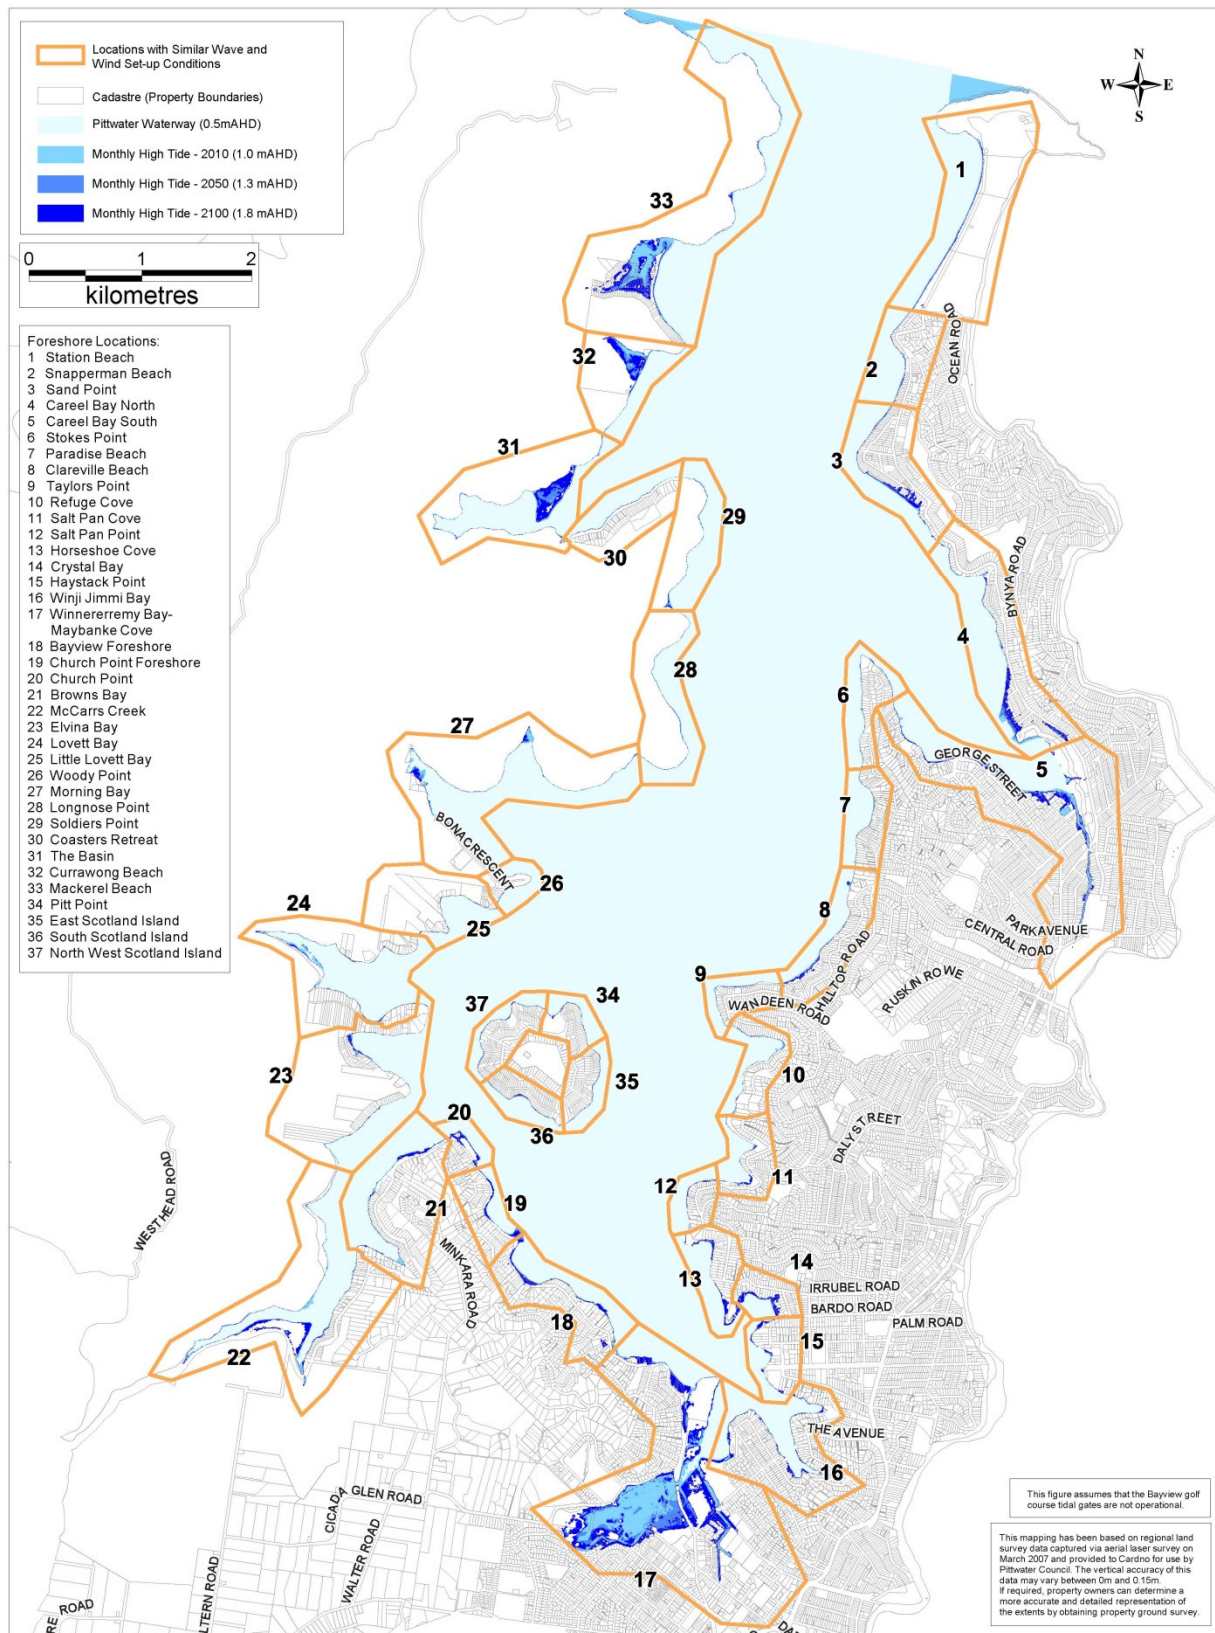 Locations with Similar Wave and
Wind Set-up Conditions
Cadastre (Property Boundaries)
Pittwater Waterway (0.5mAHD)
Monthly High Tide - 2010 (1.0 mAHD)
Monthly High Tide - 2050 (1.3 mAHD)
Monthly High Tide - 2100 (1.8 mAHD)
0 1 2
kilometres
N
W E
S
Foreshore Locations:
1 Station Beach
2 Snapperman Beach
3 Sand Point
4 Careel Bay North
5 Careel Bay South
6 Stokes Point
7 Paradise Beach
8 Clareville Beach
9 Taylors Point
10 Refuge Cove
11 Salt Pan Cove
12 Salt Pan Point
13 Horseshoe Cove
14 Crystal Bay
15 Haystack Point
16 Winji Jimmi Bay
17 Winnererremy Bay-
Maybanke Cove
18 Bayview Foreshore
19 Church Point Foreshore
20 Church Point
21 Browns Bay
22 McCarrs Creek
23 Elvina Bay
24 Lovett Bay
25 Little Lovett Bay
26 Woody Point
27 Morning Bay
28 Longnose Point
29 Soldiers Point
30 Coasters Retreat
31 The Basin
32 Currawong Beach
33 Mackerel Beach
34 Pitt Point
35 East Scotland Island
36 South Scotland Island
37 North West Scotland Island
1
33
OCEAN ROAD
32
2
31
3
29
30
BYNYA ROAD
4
28
6
27
GEORGE STREET
5
7
BONACRESCENT
26
8
24
25
PARK AVENUE
CENTRAL ROAD
HILLTOP ROAD
RUSKIN ROWE
9
WANDEEN ROAD
37
34
23
35
10
20
36
DALY STREET
11
12
WEST HEAD ROAD
21
19
MINKARA ROAD
13
14
IRRUBEL ROAD
BARDO ROAD
PALM ROAD
18
15
22
THE AVENUE
16
CICADA GLEN ROAD
WALTER ROAD
17
This figure assumes that the Bayview golf
course tidal gates are not operational.
This mapping has been based on regional land
survey data captured via aerial laser survey on
March 2007 and provided to Cardno for use by
Pittwater Council. The vertical accuracy of this
data may vary between 0m and 0.15m.
If required, property owners can determine a
more accurate and detailed representation of
the extents by obtaining property ground survey.
RE ROAD
LTERN ROAD